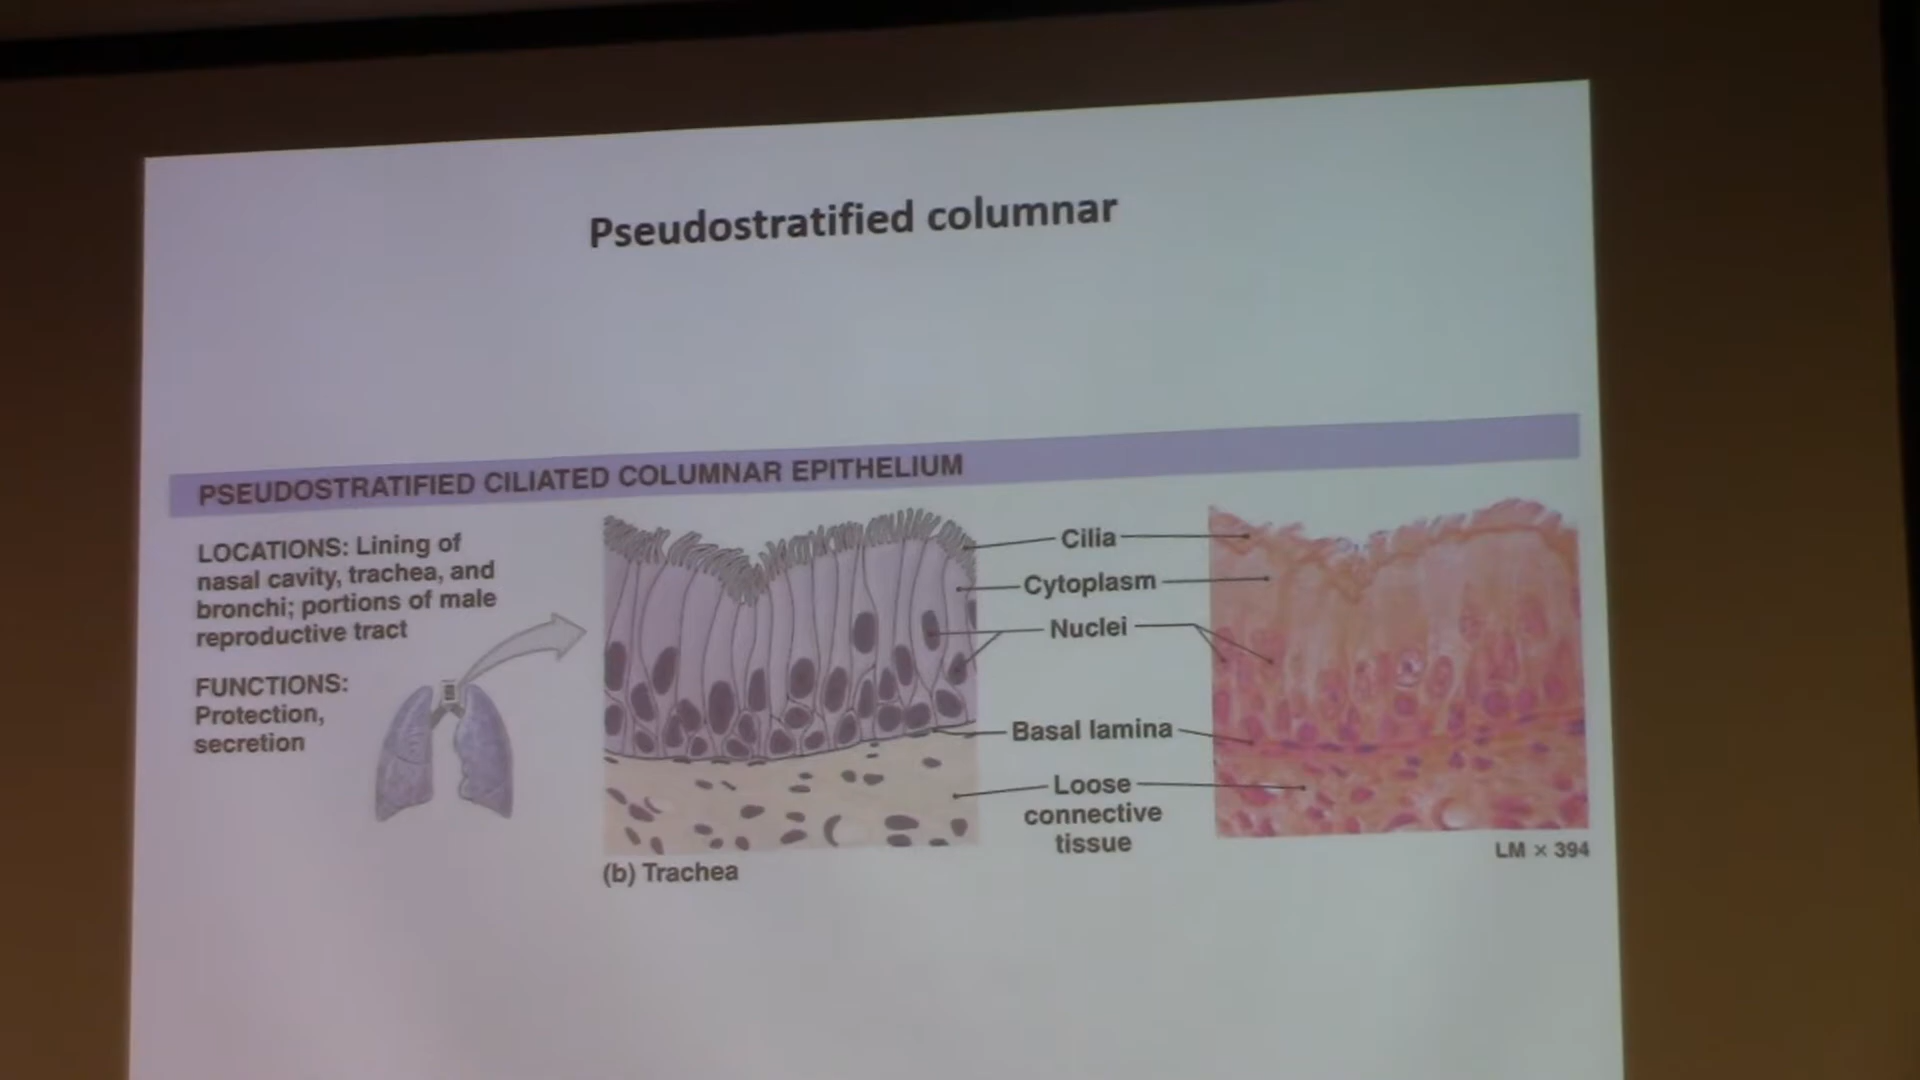 Pseudostratified columnar
PSEUDOSTRATIFIED CILIATED COLUMNAR EPITHELIUM
LOCATIONS: Lining of
nasal cavity, trachea, and
bronchi; portions of male
reproductive tract
FUNCTIONS:
Protection,
secretion
Cilia
Cytoplasm
Nuclei
Basal lamina
Loose
connective
tissue
(b) Trachea
LM × 394